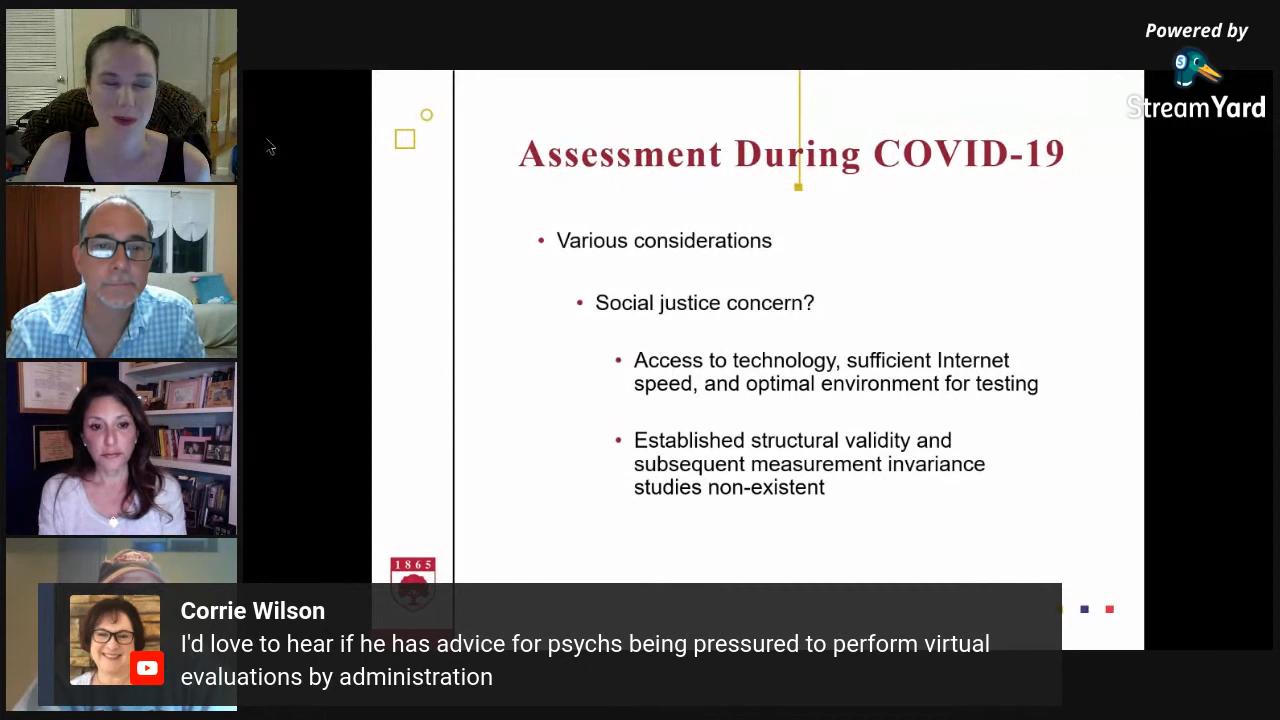 Powered by
StreamYard
Assessment During COVID-19
• Various considerations
• Social justice concern?
• Access to technology, sufficient Internet
speed, and optimal environment for testing
• Established structural validity and
subsequent measurement invariance
studies non-existent
1865
Corrie Wilson
I'd love to hear if he has advice for psychs being pressured to perform virtual
evaluations by administration